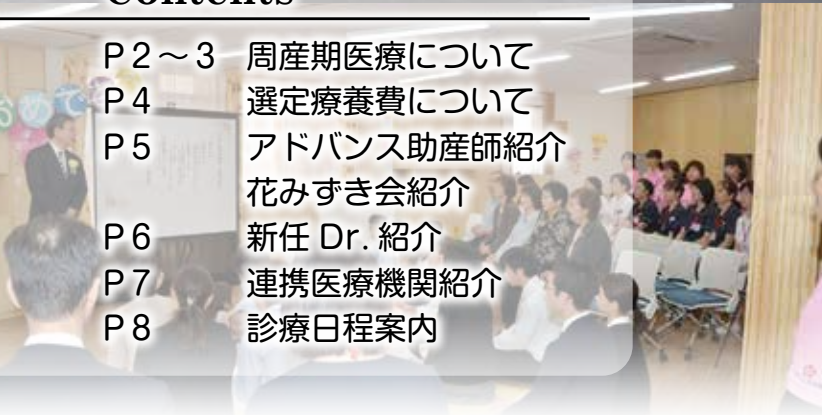 Contents
P2～3 周産期医療について
P4 選定療養費について
P5 アドバンス助産師紹介
花みずき会紹介
P6 新任 Dr. 紹介
P7 連携医療機関紹介
P8 診療日程案内